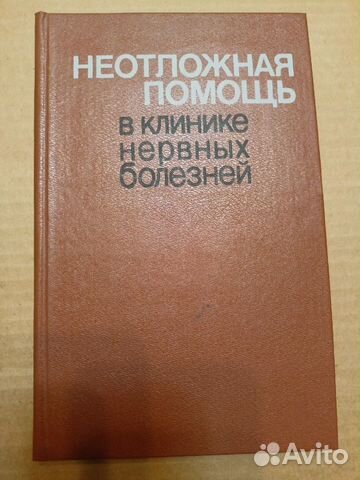 НЕОТЛОЖНАЯ
ПОМОЩЬ
в клинике
нервных
болезней
Avito